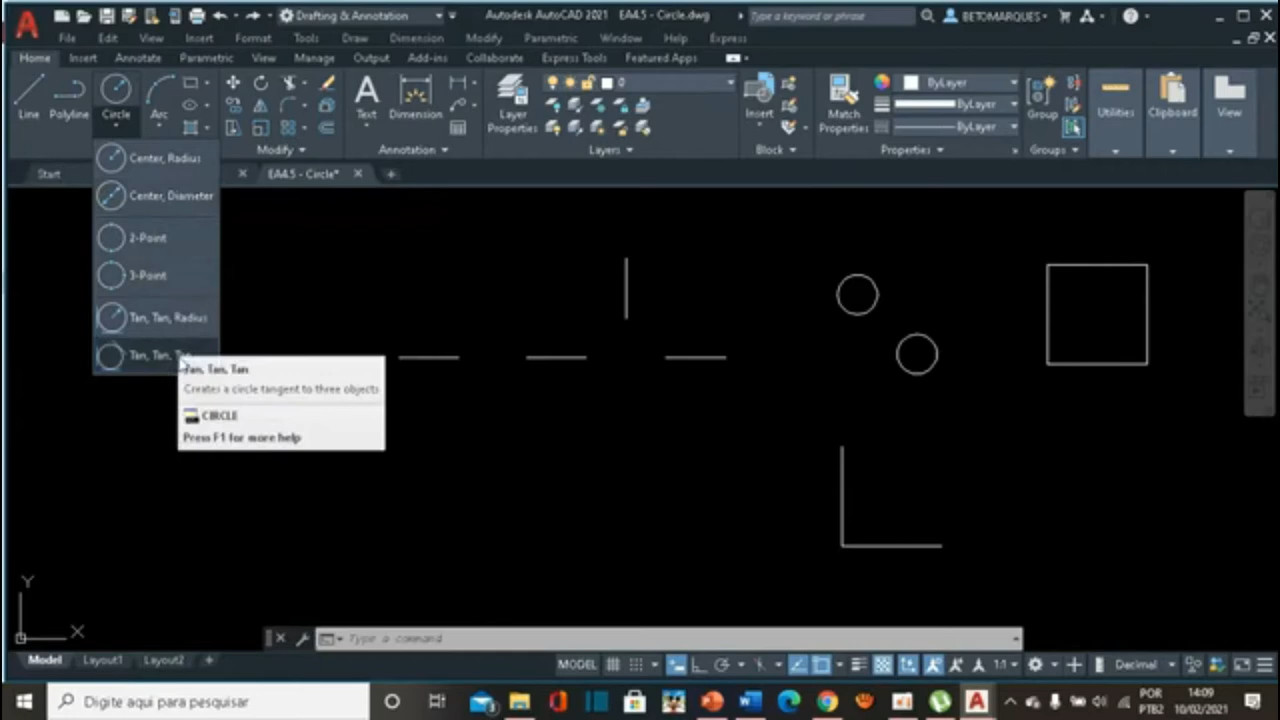 Drafting & Annotation
Autodesk AutoCAD 2021 EA4.5 - Circle.dwg
Type a keyword or phrase
BETOMARQUES
File Edit View Insert Format Tools Draw Dimension Modify Parametric Window Help Express
Home Insert Annotate Parametric View Manage Output Add-ins Collaborate Express Tools Featured Apps
Line Polyline Circle Arc
Text Dimension
Layer
Properties
0
Insert
Match
Properties
ByLayer
ByLayer
ByLayer
Group
Utilities
Clipboard
View
Modify Annotation Layers Block Properties Groups
Start
EA4.5 - Circle*
Center, Radius
Center, Diameter
2-Point
3-Point
Tan, Tan, Radius
Tan, Tan,
Tan, Tan, Tan
Creates a circle tangent to three objects
CIRCLE
Press F1 for more help
Y
X
Type a command
Model Layout1 Layout2 +
MODEL
1:1
Decimal
Digite aqui para pesquisar
POR
PTB2
14:09
10/02/2021